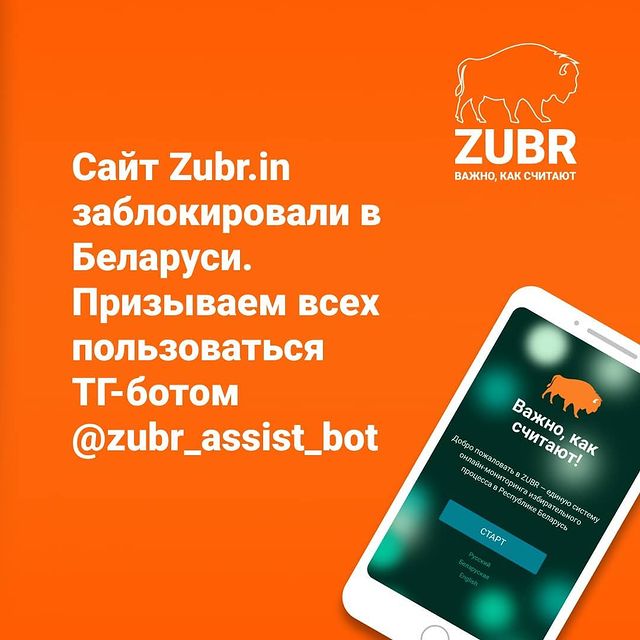 ZUBR
ВАЖНО, КАК СЧИТАЮТ
Сайт Zubr.in
заблокировали в
Беларуси.
Призываем всех
пользоваться
ТГ-ботом
@zubr_assist_bot
Важно, как
считают!
Добро пожаловать в ZUBR — единую систему
онлайн-мониторинга избирательного
процесса в Республике Беларусь
СТАРТ
Русский
Беларуская
English